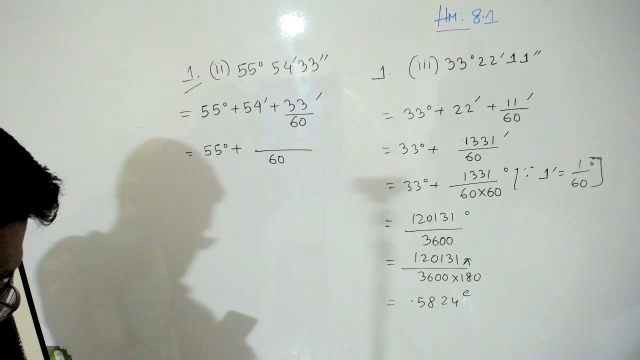 HM: 8.1
1. (ii) 55° 54' 33"
= 55° + 54' + 33/60 '
= 55° + /60
1. (iii) 33° 22' 11"
= 33° + 22' + 11/60 '
= 33° + 1331/60 '
= 33° + 1331/60×60 ° [∵ 1' = 1/60 °]
= 120131/3600 °
= 120131π/3600×180
= .5824ᶜ